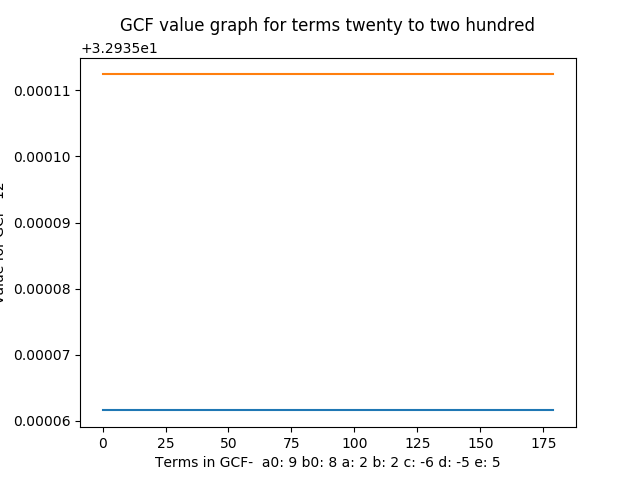 GCF value graph for terms twenty to two hundred
+3.2935e1
0.00011
0.00010
0.00009
0.00008
0.00007
0.00006
0 25 50 75 100 125 150 175
Terms in GCF-  a0: 9 b0: 8 a: 2 b: 2 c: -6 d: -5 e: 5